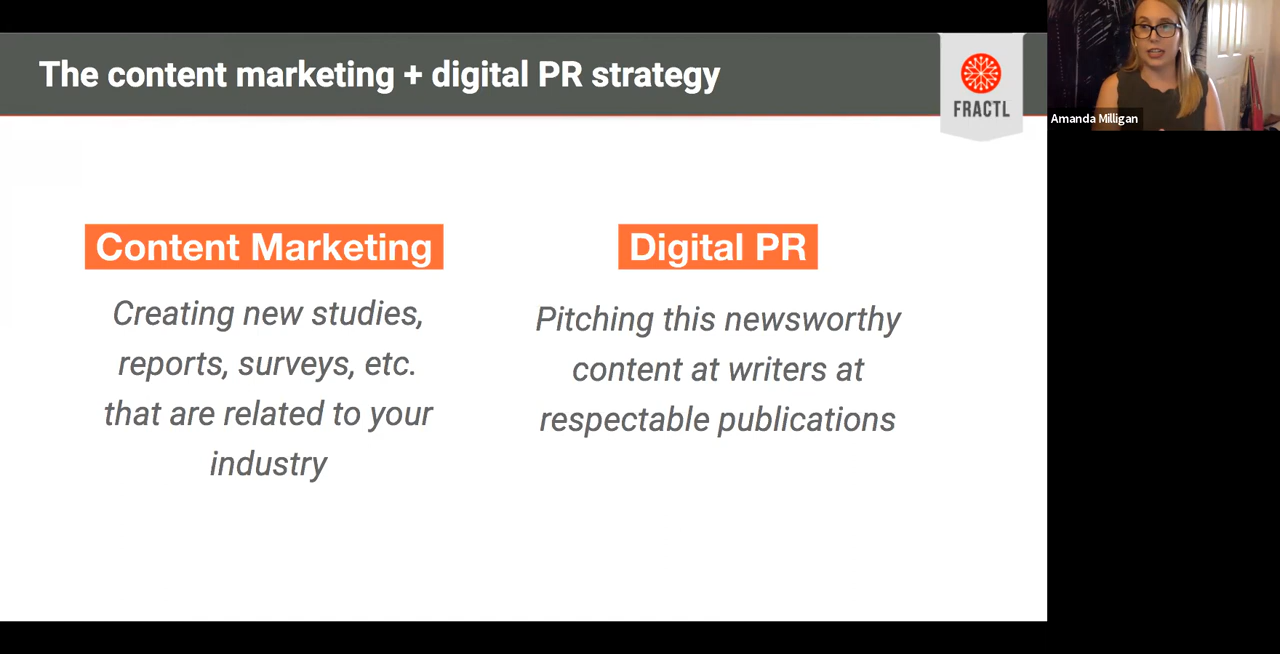 The content marketing + digital PR strategy
FRACTL
Amanda Milligan
Content Marketing
Creating new studies,
reports, surveys, etc.
that are related to your
industry
Digital PR
Pitching this newsworthy
content at writers at
respectable publications